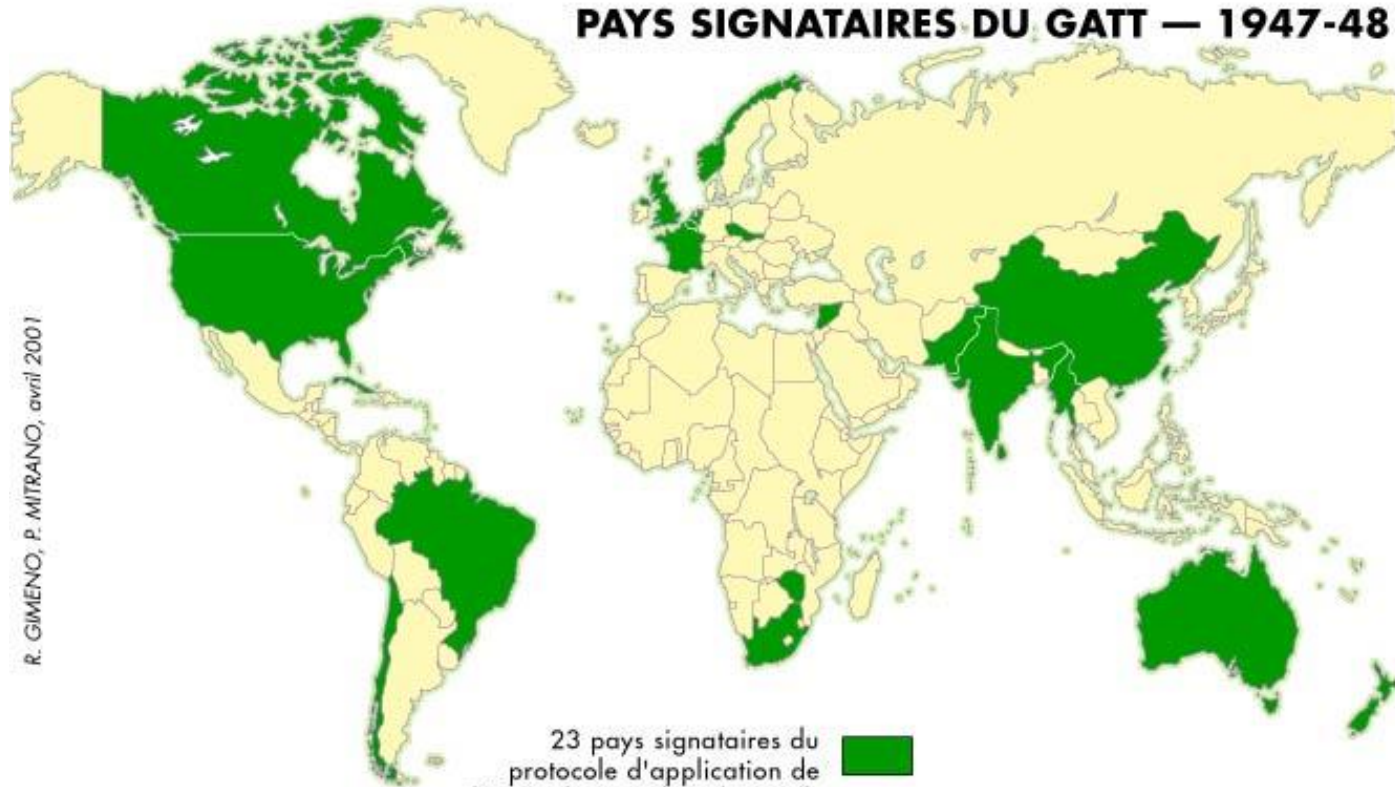 PAYS SIGNATAIRES DU GATT — 1947-48
R. GIMENO, P. MITRANO, avril 2001
23 pays signataires du
protocole d'application de